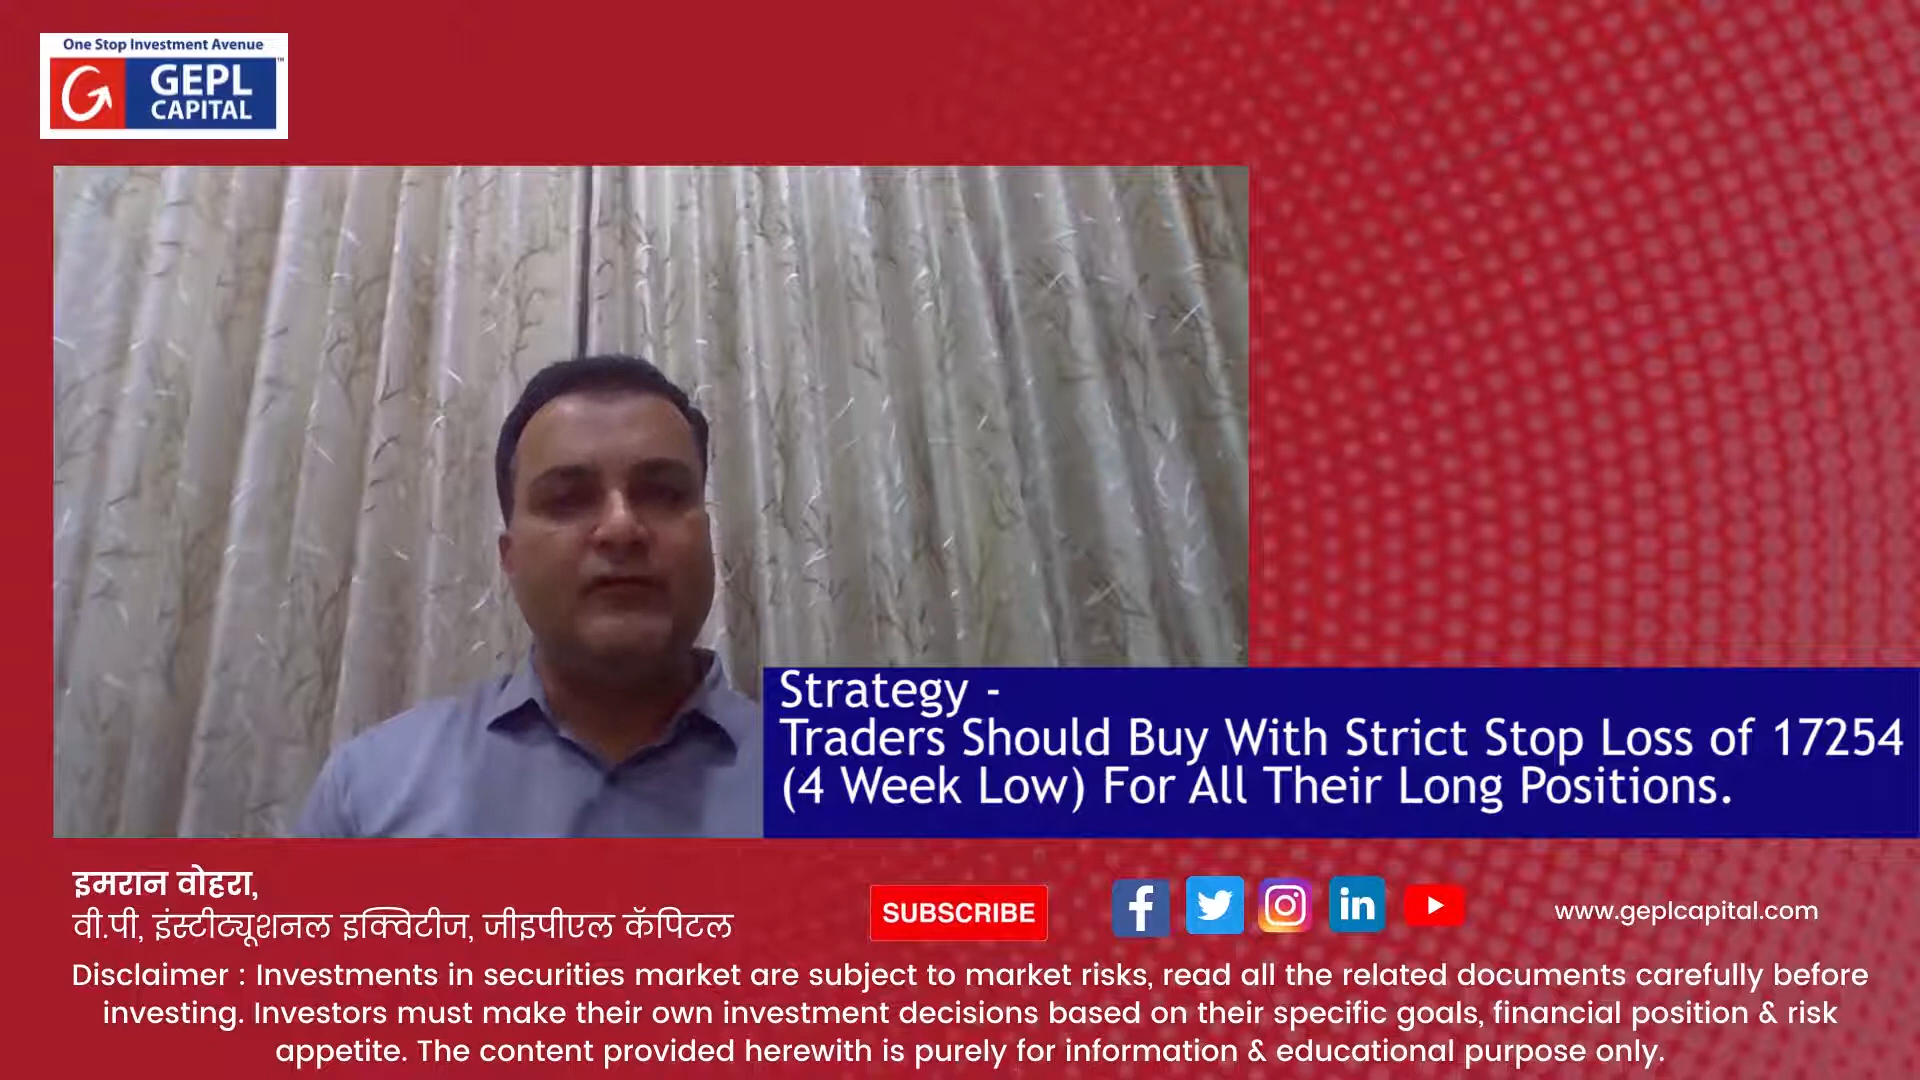 One Stop Investment Avenue
GEPL
CAPITAL
TM
Strategy -
Traders Should Buy With Strict Stop Loss of 17254
(4 Week Low) For All Their Long Positions.
इमरान वोहरा,
वी.पी, इंस्टीट्यूशनल इक्विटीज, जीइपीएल कॅपिटल
SUBSCRIBE
www.geplcapital.com
Disclaimer : Investments in securities market are subject to market risks, read all the related documents carefully before
investing. Investors must make their own investment decisions based on their specific goals, financial position & risk
appetite. The content provided herewith is purely for information & educational purpose only.